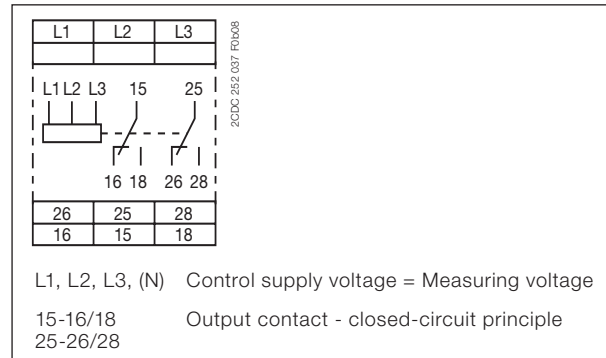 L1 L2 L3
2CDC 252 037 F0b08
L1 L2 L3 15 25
16 18 26 28
26 25 28
16 15 18
L1, L2, L3, (N) Control supply voltage = Measuring voltage
15-16/18 Output contact - closed-circuit principle
25-26/28